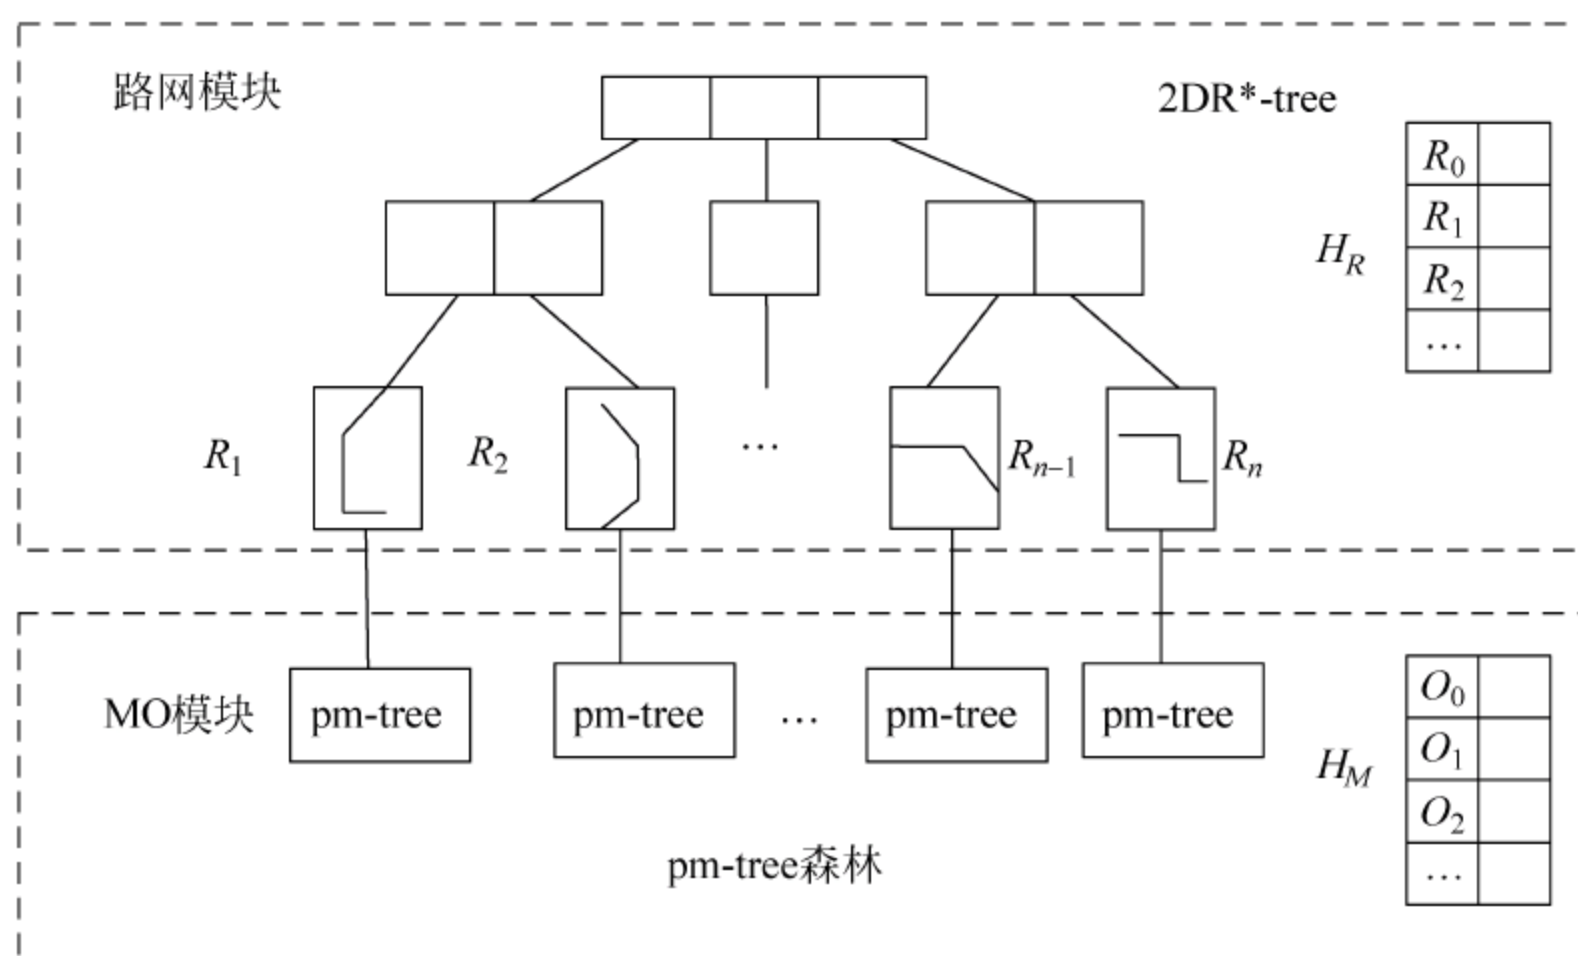 路网模块
2DR*-tree
R0
R1
HR
R2
…
R1
R2
…
Rn−1
Rn
MO模块
pm-tree
pm-tree
…
pm-tree
pm-tree
O0
O1
HM
O2
…
pm-tree森林